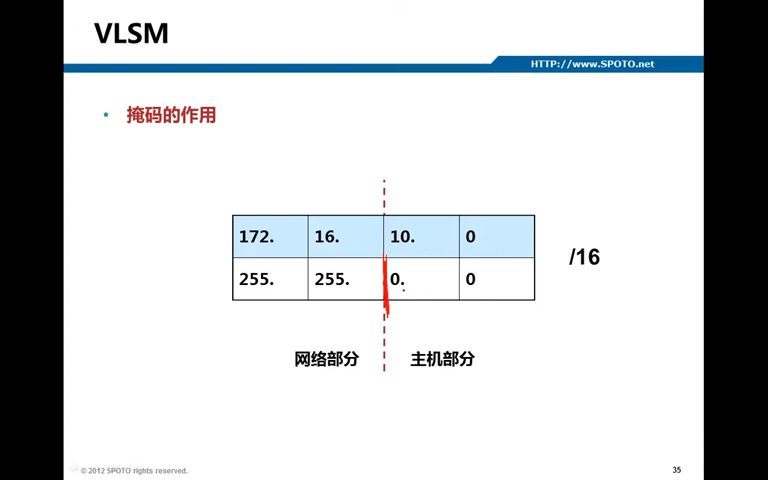 VLSM
HTTP://www.SPOTO.net
• 掩码的作用
172. 16. 10. 0
/16
255. 255. 0. 0
网络部分 主机部分
© 2012 SPOTO rights reserved.
35